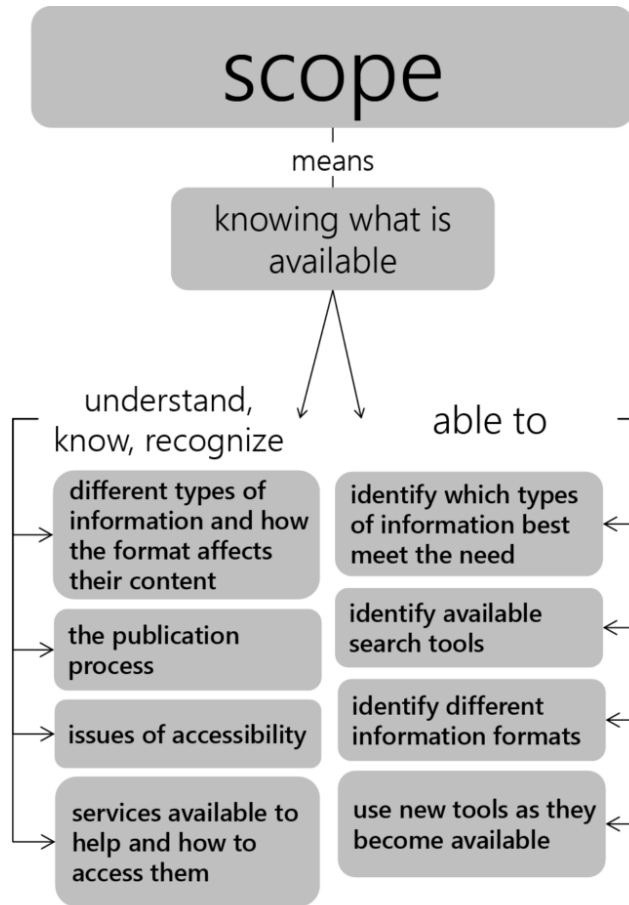 scope
means
knowing what is
available
understand,
know, recognize
different types of
information and how
the format affects
their content
the publication
process
issues of accessibility
services available to
help and how to
access them
able to
identify which types
of information best
meet the need
identify available
search tools
identify different
information formats
use new tools as they
become available